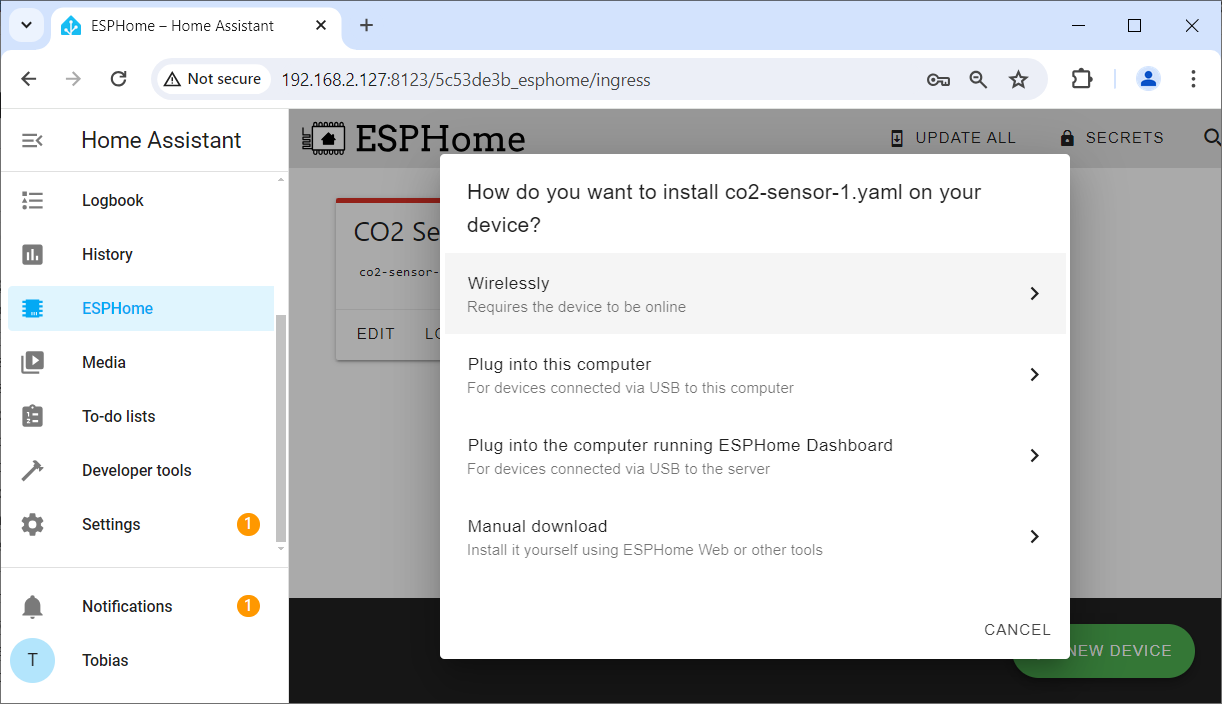 ESPHome – Home Assistant
Not secure
192.168.2.127:8123/5c53de3b_esphome/ingress
Home Assistant
Logbook
History
ESPHome
Media
To-do lists
Developer tools
Settings
1
Notifications
1
T
Tobias
ESPHome
UPDATE ALL
SECRETS
CO2 Se
co2-sensor-
EDIT
How do you want to install co2-sensor-1.yaml on your
device?
Wirelessly
Requires the device to be online
Plug into this computer
For devices connected via USB to this computer
Plug into the computer running ESPHome Dashboard
For devices connected via USB to the server
Manual download
Install it yourself using ESPHome Web or other tools
CANCEL
NEW DEVICE